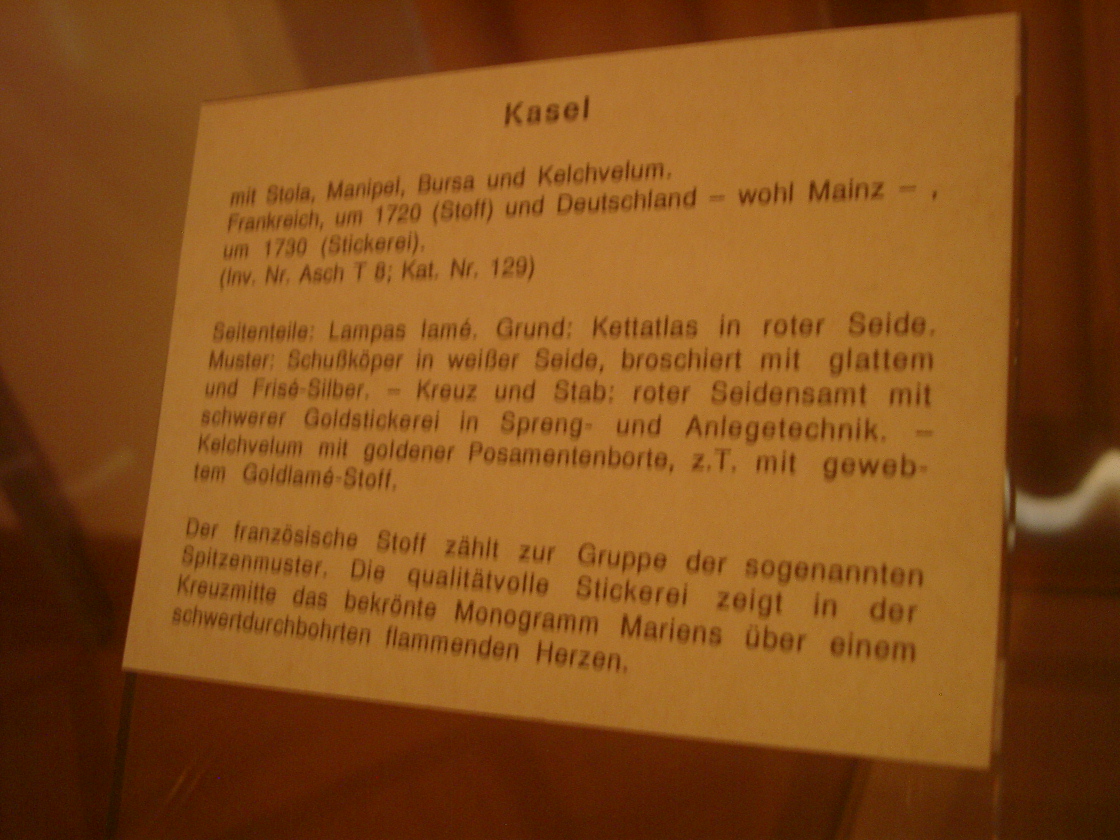 Kasel
mit Stola, Manipel, Bursa und Kelchvelum.
Frankreich, um 1720 (Stoff) und Deutschland – wohl Mainz – ,
um 1730 (Stickerei).
(Inv. Nr. Asch T 8; Kat. Nr. 129)
Seitenteile: Lampas lamé. Grund: Kettatlas in roter Seide.
Muster: Schußköper in weißer Seide, broschiert mit glattem
und Frisé-Silber. – Kreuz und Stab: roter Seidensamt mit
schwerer Goldstickerei in Spreng- und Anlegetechnik. –
Kelchvelum mit goldener Posamentenborte, z.T. mit geweb-
tem Goldlamé-Stoff.
Der französische Stoff zählt zur Gruppe der sogenannten
Spitzenmuster. Die qualitätvolle Stickerei zeigt in der
Kreuzmitte das bekrönte Monogramm Mariens über einem
schwertdurchbohrten flammenden Herzen.